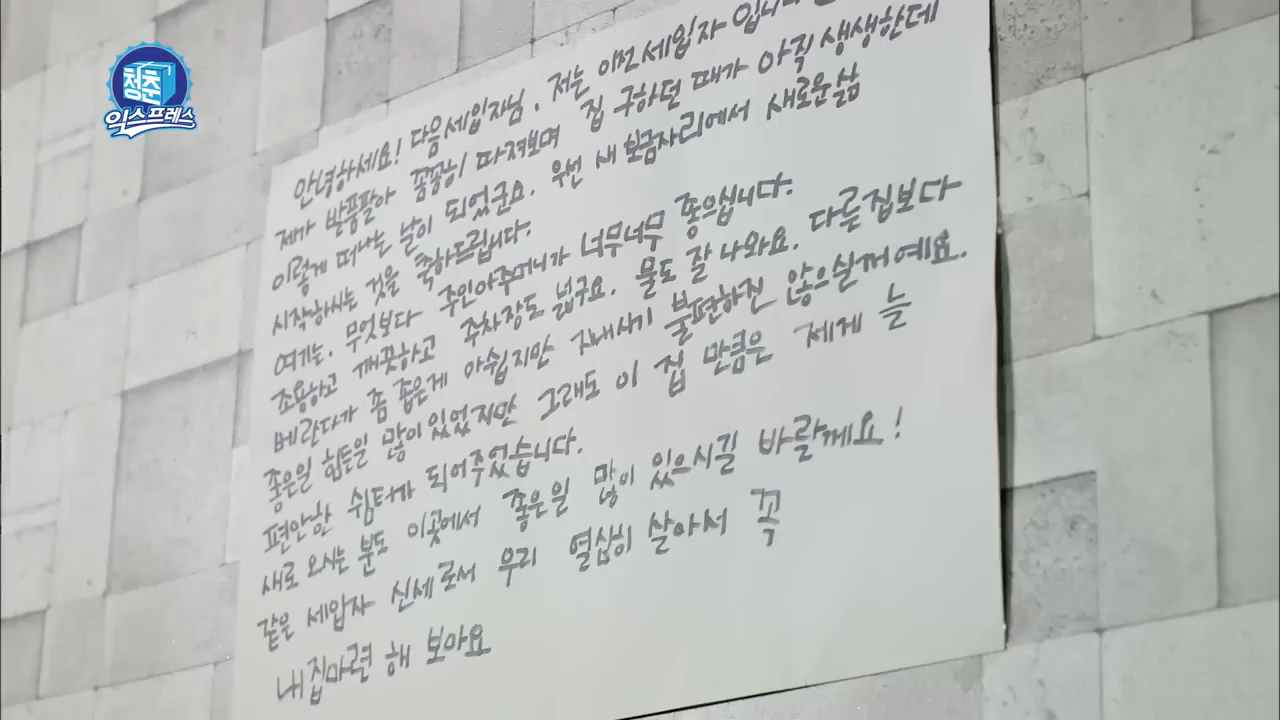 청춘
익스프레스
안녕하세요! 다음세입자님. 저는 이전세입자 입니다
제가 발품팔아 꼼꼼히 따져보며 집 구하던 때가 아직 생생한데
이렇게 떠나는 날이 되었군요. 우선 새 보금자리에서 새로운삶
시작하시는 것을 축하드립니다.
여기는. 무엇보다 주인아주머니가 너무너무 좋으십니다.
조용하고 깨끗하고 주차장도 넓구요. 물도 잘 나와요. 다른집보다
베란다가 좀 좁은게 아쉽지만 지내시기 불편하진 않으실꺼예요.
좋은일 힘든일 많이 있었지만 그래도 이 집 만큼은 제게 늘
편안한 쉼터가 되어주었습니다.
새로 오시는 분도 이곳에서 좋은일 많이 있으시길 바랄께요!
같은 세입자 신세로서 우리 열심히 살아서 꼭
내집마련 해 보아요